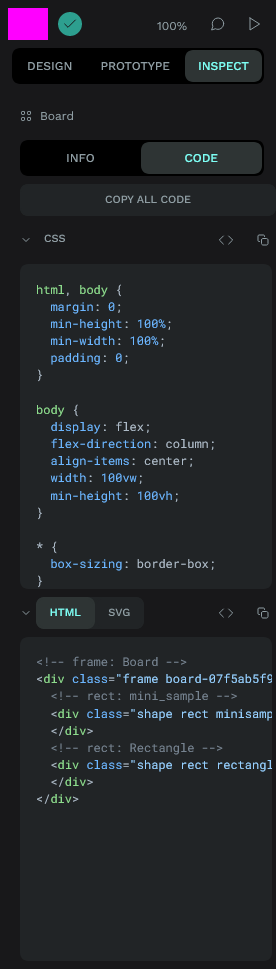 100%
DESIGN PROTOTYPE INSPECT
Board
INFO CODE
COPY ALL CODE
CSS
html, body {
  margin: 0;
  min-height: 100%;
  min-width: 100%;
  padding: 0;
}

body {
  display: flex;
  flex-direction: column;
  align-items: center;
  width: 100vw;
  min-height: 100vh;
}

* {
  box-sizing: border-box;
}
HTML SVG
<!-- frame: Board -->
<div class="frame board-07f5ab5f9
  <!-- rect: mini_sample -->
  <div class="shape rect minisamp
  </div>
  <!-- rect: Rectangle -->
  <div class="shape rect rectangl
  </div>
</div>